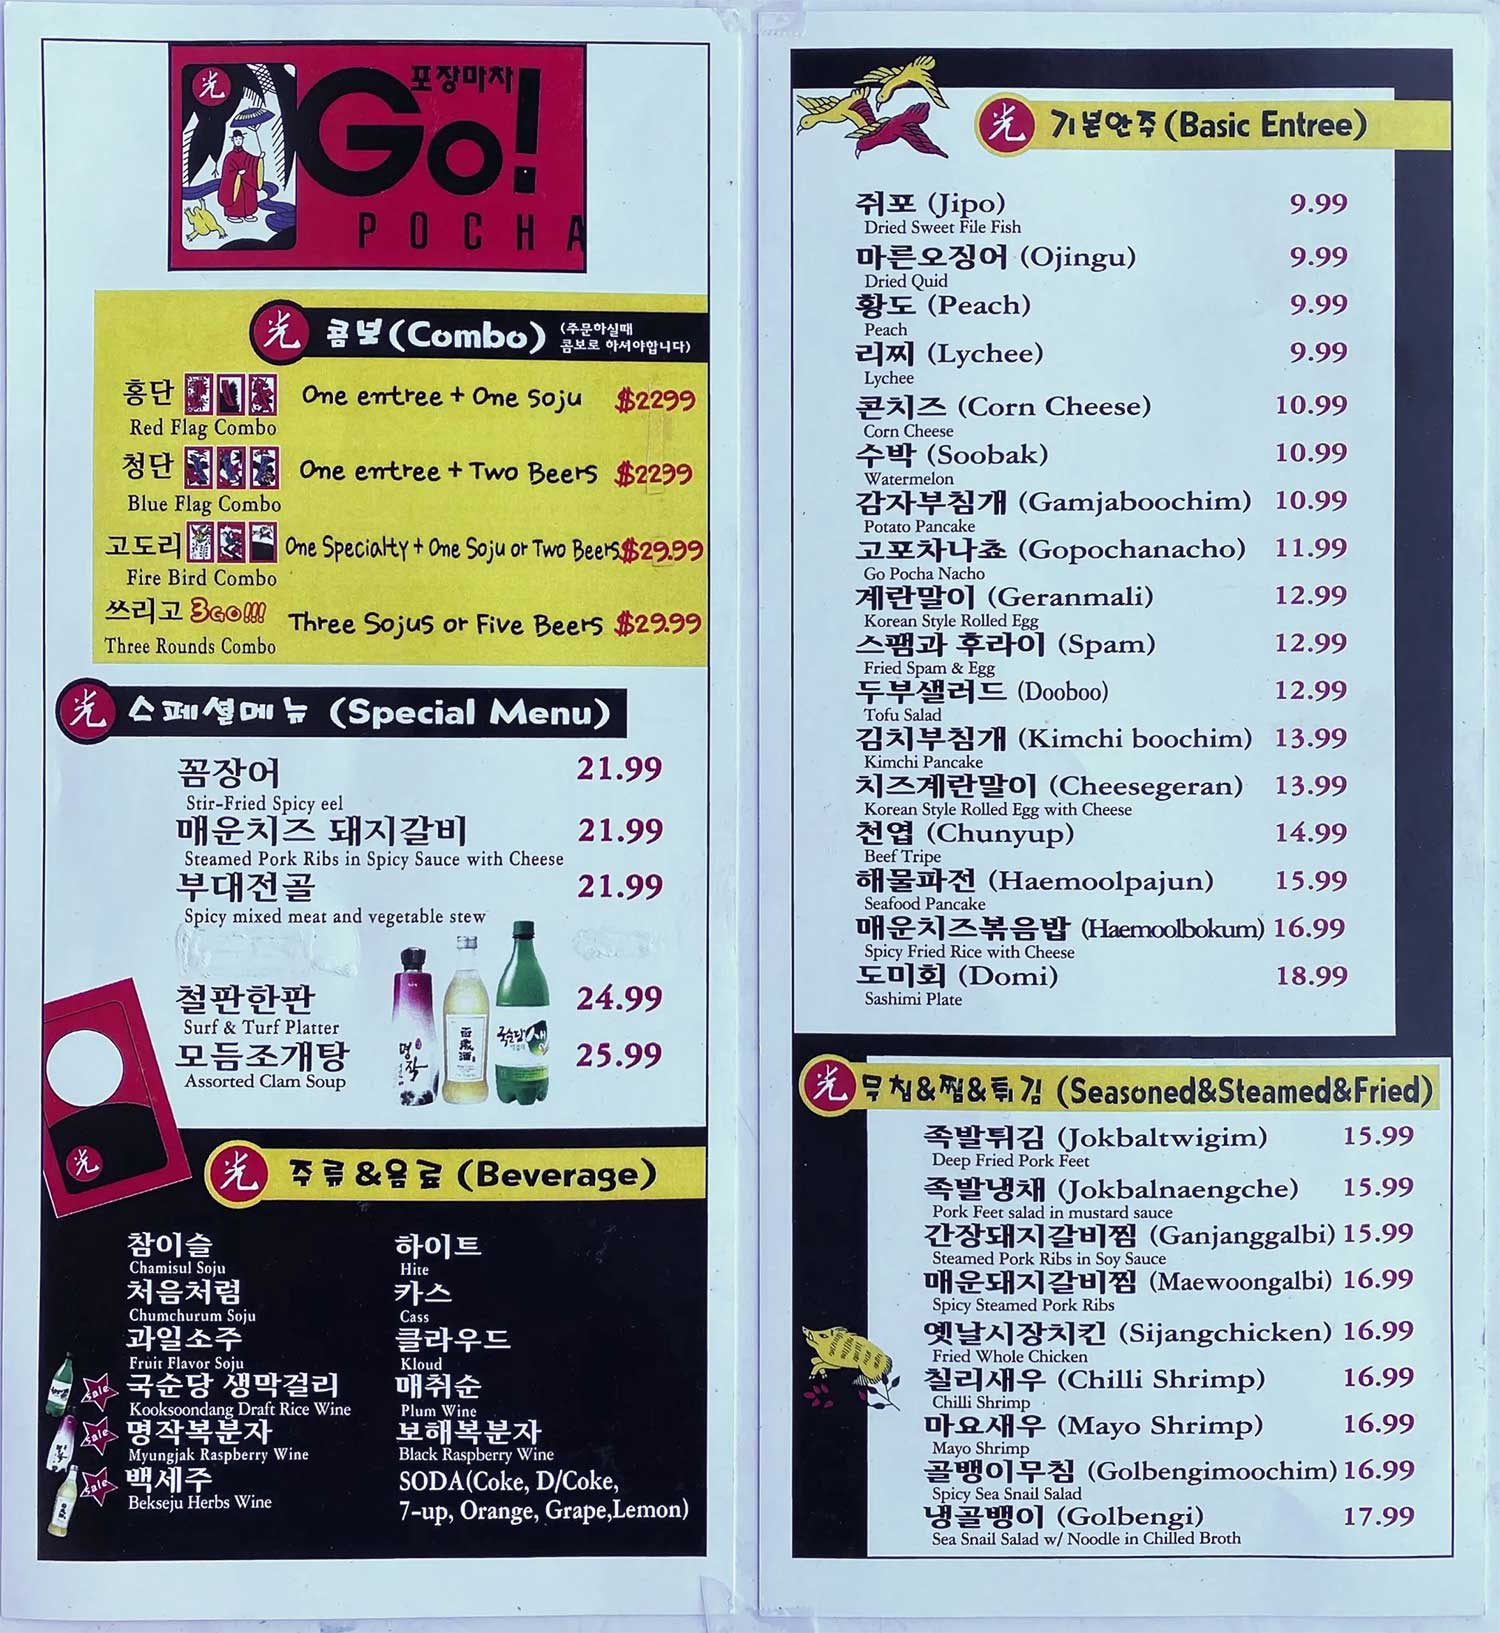 光
포장마차
GO!
POCHA
光 콤보(Combo) (주문하실때
콤보로 하셔야합니다)
홍단 One entree + One Soju $2299
Red Flag Combo
청단 One entree + Two Beers $2299
Blue Flag Combo
고도리 One Specialty + One Soju or Two Beers $29.99
Fire Bird Combo
쓰리고 3GO!!! Three Sojus or Five Beers $29.99
Three Rounds Combo
光 스페셜메뉴 (Special Menu)
꼼장어 21.99
Stir-Fried Spicy eel
매운치즈 돼지갈비 21.99
Steamed Pork Ribs in Spicy Sauce with Cheese
부대전골 21.99
Spicy mixed meat and vegetable stew
철판한판 24.99
Surf & Turf Platter
모듬조개탕 25.99
Assorted Clam Soup
명작
百歲酒
국순당 생
光
光 주류&음료 (Beverage)
참이슬
Chamisul Soju
처음처럼
Chumchurum Soju
과일소주
Fruit Flavor Soju
sale 국순당 생막걸리
Kooksoondang Draft Rice Wine
sale 명작복분자
Myungjak Raspberry Wine
sale 백세주
Bekseju Herbs Wine
하이트
Hite
카스
Cass
클라우드
Kloud
매취순
Plum Wine
보해복분자
Black Raspberry Wine
SODA(Coke, D/Coke,
7-up, Orange, Grape,Lemon)
光 기본안주 (Basic Entree)
쥐포 (Jipo) 9.99
Dried Sweet File Fish
마른오징어 (Ojingu) 9.99
Dried Quid
황도 (Peach) 9.99
Peach
리찌 (Lychee) 9.99
Lychee
콘치즈 (Corn Cheese) 10.99
Corn Cheese
수박 (Soobak) 10.99
Watermelon
감자부침개 (Gamjaboochim) 10.99
Potato Pancake
고포차나쵸 (Gopochanacho) 11.99
Go Pocha Nacho
계란말이 (Geranmali) 12.99
Korean Style Rolled Egg
스팸과 후라이 (Spam) 12.99
Fried Spam & Egg
두부샐러드 (Dooboo) 12.99
Tofu Salad
김치부침개 (Kimchi boochim) 13.99
Kimchi Pancake
치즈계란말이 (Cheesegeran) 13.99
Korean Style Rolled Egg with Cheese
천엽 (Chunyup) 14.99
Beef Tripe
해물파전 (Haemoolpajun) 15.99
Seafood Pancake
매운치즈볶음밥 (Haemoolbokum) 16.99
Spicy Fried Rice with Cheese
도미회 (Domi) 18.99
Sashimi Plate
光 무침&찜&튀김 (Seasoned&Steamed&Fried)
족발튀김 (Jokbaltwigim) 15.99
Deep Fried Pork Feet
족발냉채 (Jokbalnaengche) 15.99
Pork Feet salad in mustard sauce
간장돼지갈비찜 (Ganjanggalbi) 15.99
Steamed Pork Ribs in Soy Sauce
매운돼지갈비찜 (Maewoongalbi) 16.99
Spicy Steamed Pork Ribs
옛날시장치킨 (Sijangchicken) 16.99
Fried Whole Chicken
칠리새우 (Chilli Shrimp) 16.99
Chilli Shrimp
마요새우 (Mayo Shrimp) 16.99
Mayo Shrimp
골뱅이무침 (Golbengimoochim) 16.99
Spicy Sea Snail Salad
냉골뱅이 (Golbengi) 17.99
Sea Snail Salad w/ Noodle in Chilled Broth